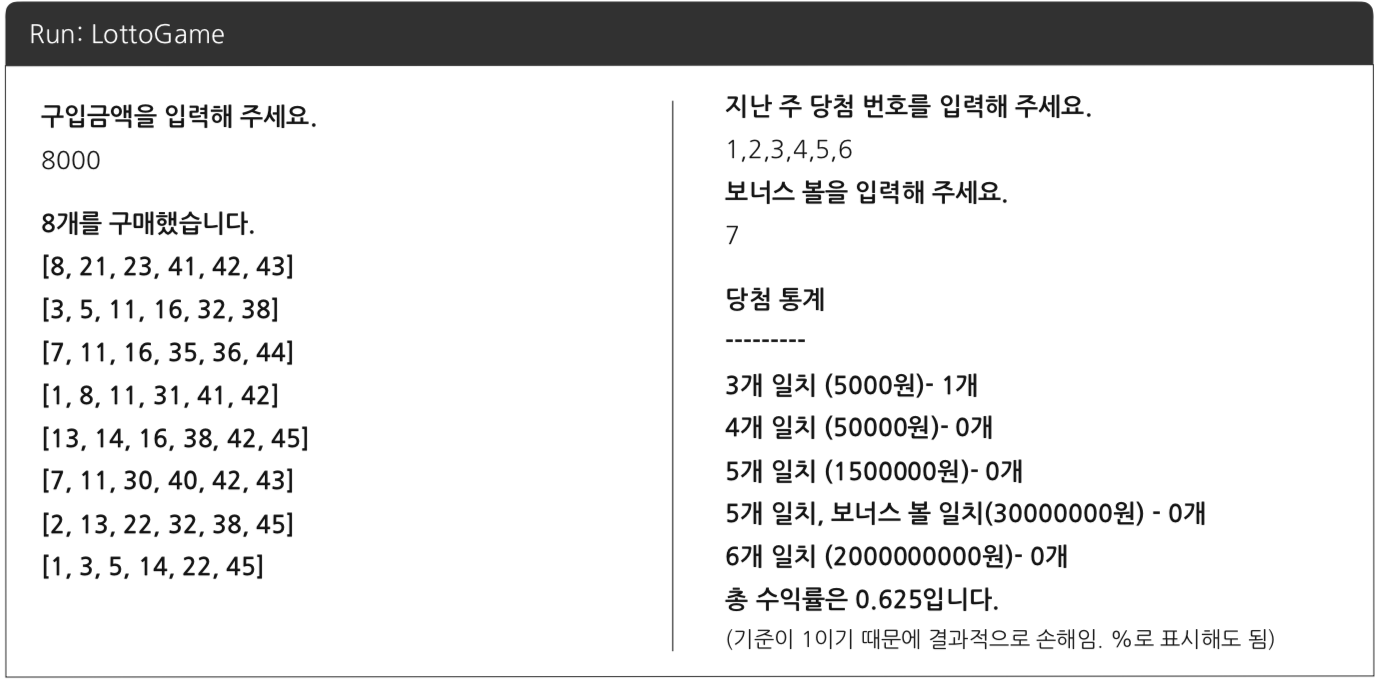 Run: LottoGame
구입금액을 입력해 주세요.
8000
8개를 구매했습니다.
[8, 21, 23, 41, 42, 43]
[3, 5, 11, 16, 32, 38]
[7, 11, 16, 35, 36, 44]
[1, 8, 11, 31, 41, 42]
[13, 14, 16, 38, 42, 45]
[7, 11, 30, 40, 42, 43]
[2, 13, 22, 32, 38, 45]
[1, 3, 5, 14, 22, 45]
지난 주 당첨 번호를 입력해 주세요.
1,2,3,4,5,6
보너스 볼을 입력해 주세요.
7
당첨 통계
---------
3개 일치 (5000원)- 1개
4개 일치 (50000원)- 0개
5개 일치 (1500000원)- 0개
5개 일치, 보너스 볼 일치(30000000원) - 0개
6개 일치 (2000000000원)- 0개
총 수익률은 0.625입니다.
(기준이 1이기 때문에 결과적으로 손해임. %로 표시해도 됨)